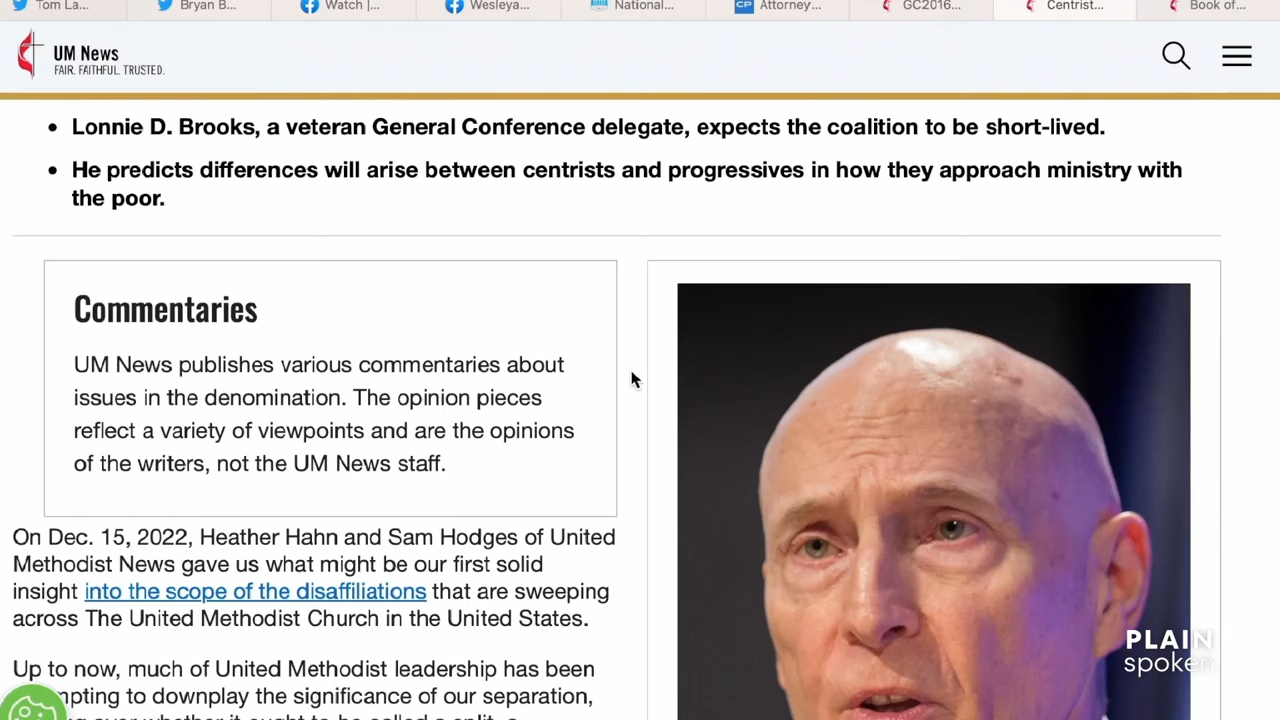 Tom La...
Bryan B...
Watch |...
Wesleya...
National...
CP
Attorney...
GC2016...
Centrist...
Book of...
UM News
FAIR. FAITHFUL. TRUSTED.
• Lonnie D. Brooks, a veteran General Conference delegate, expects the coalition to be short-lived.
• He predicts differences will arise between centrists and progressives in how they approach ministry with
the poor.
Commentaries
UM News publishes various commentaries about
issues in the denomination. The opinion pieces
reflect a variety of viewpoints and are the opinions
of the writers, not the UM News staff.
On Dec. 15, 2022, Heather Hahn and Sam Hodges of United
Methodist News gave us what might be our first solid
insight into the scope of the disaffiliations that are sweeping
across The United Methodist Church in the United States.
Up to now, much of United Methodist leadership has been
mpting to downplay the significance of our separation,
PLAIN
spoken